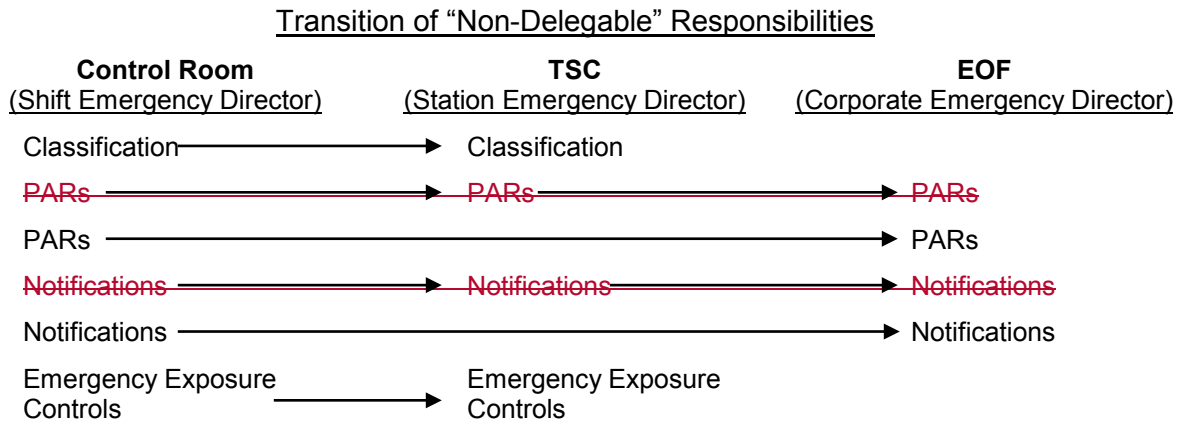 Transition of “Non-Delegable” Responsibilities
Control Room TSC EOF
(Shift Emergency Director) (Station Emergency Director) (Corporate Emergency Director)
Classification Classification
PARs PARs PARs
PARs PARs
Notifications Notifications Notifications
Notifications Notifications
Emergency Exposure Emergency Exposure
Controls Controls